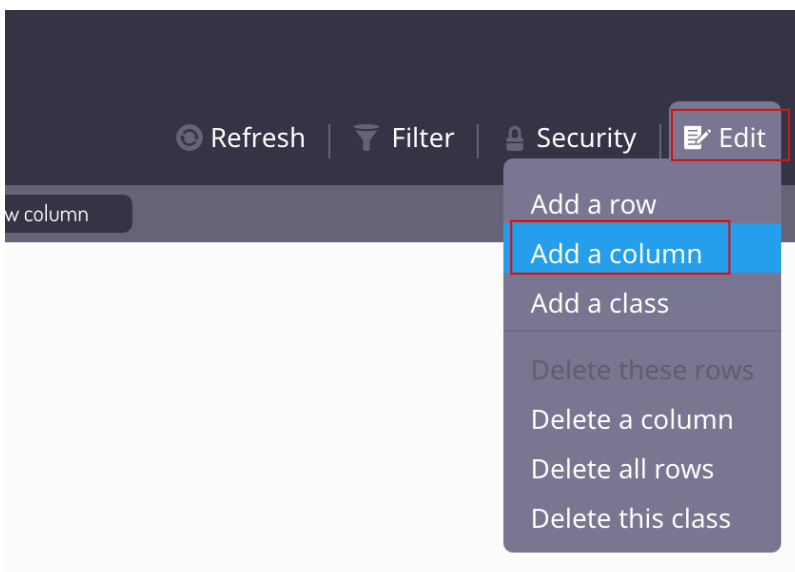 Refresh Filter Security Edit
w column
Add a row
Add a column
Add a class
Delete these rows
Delete a column
Delete all rows
Delete this class